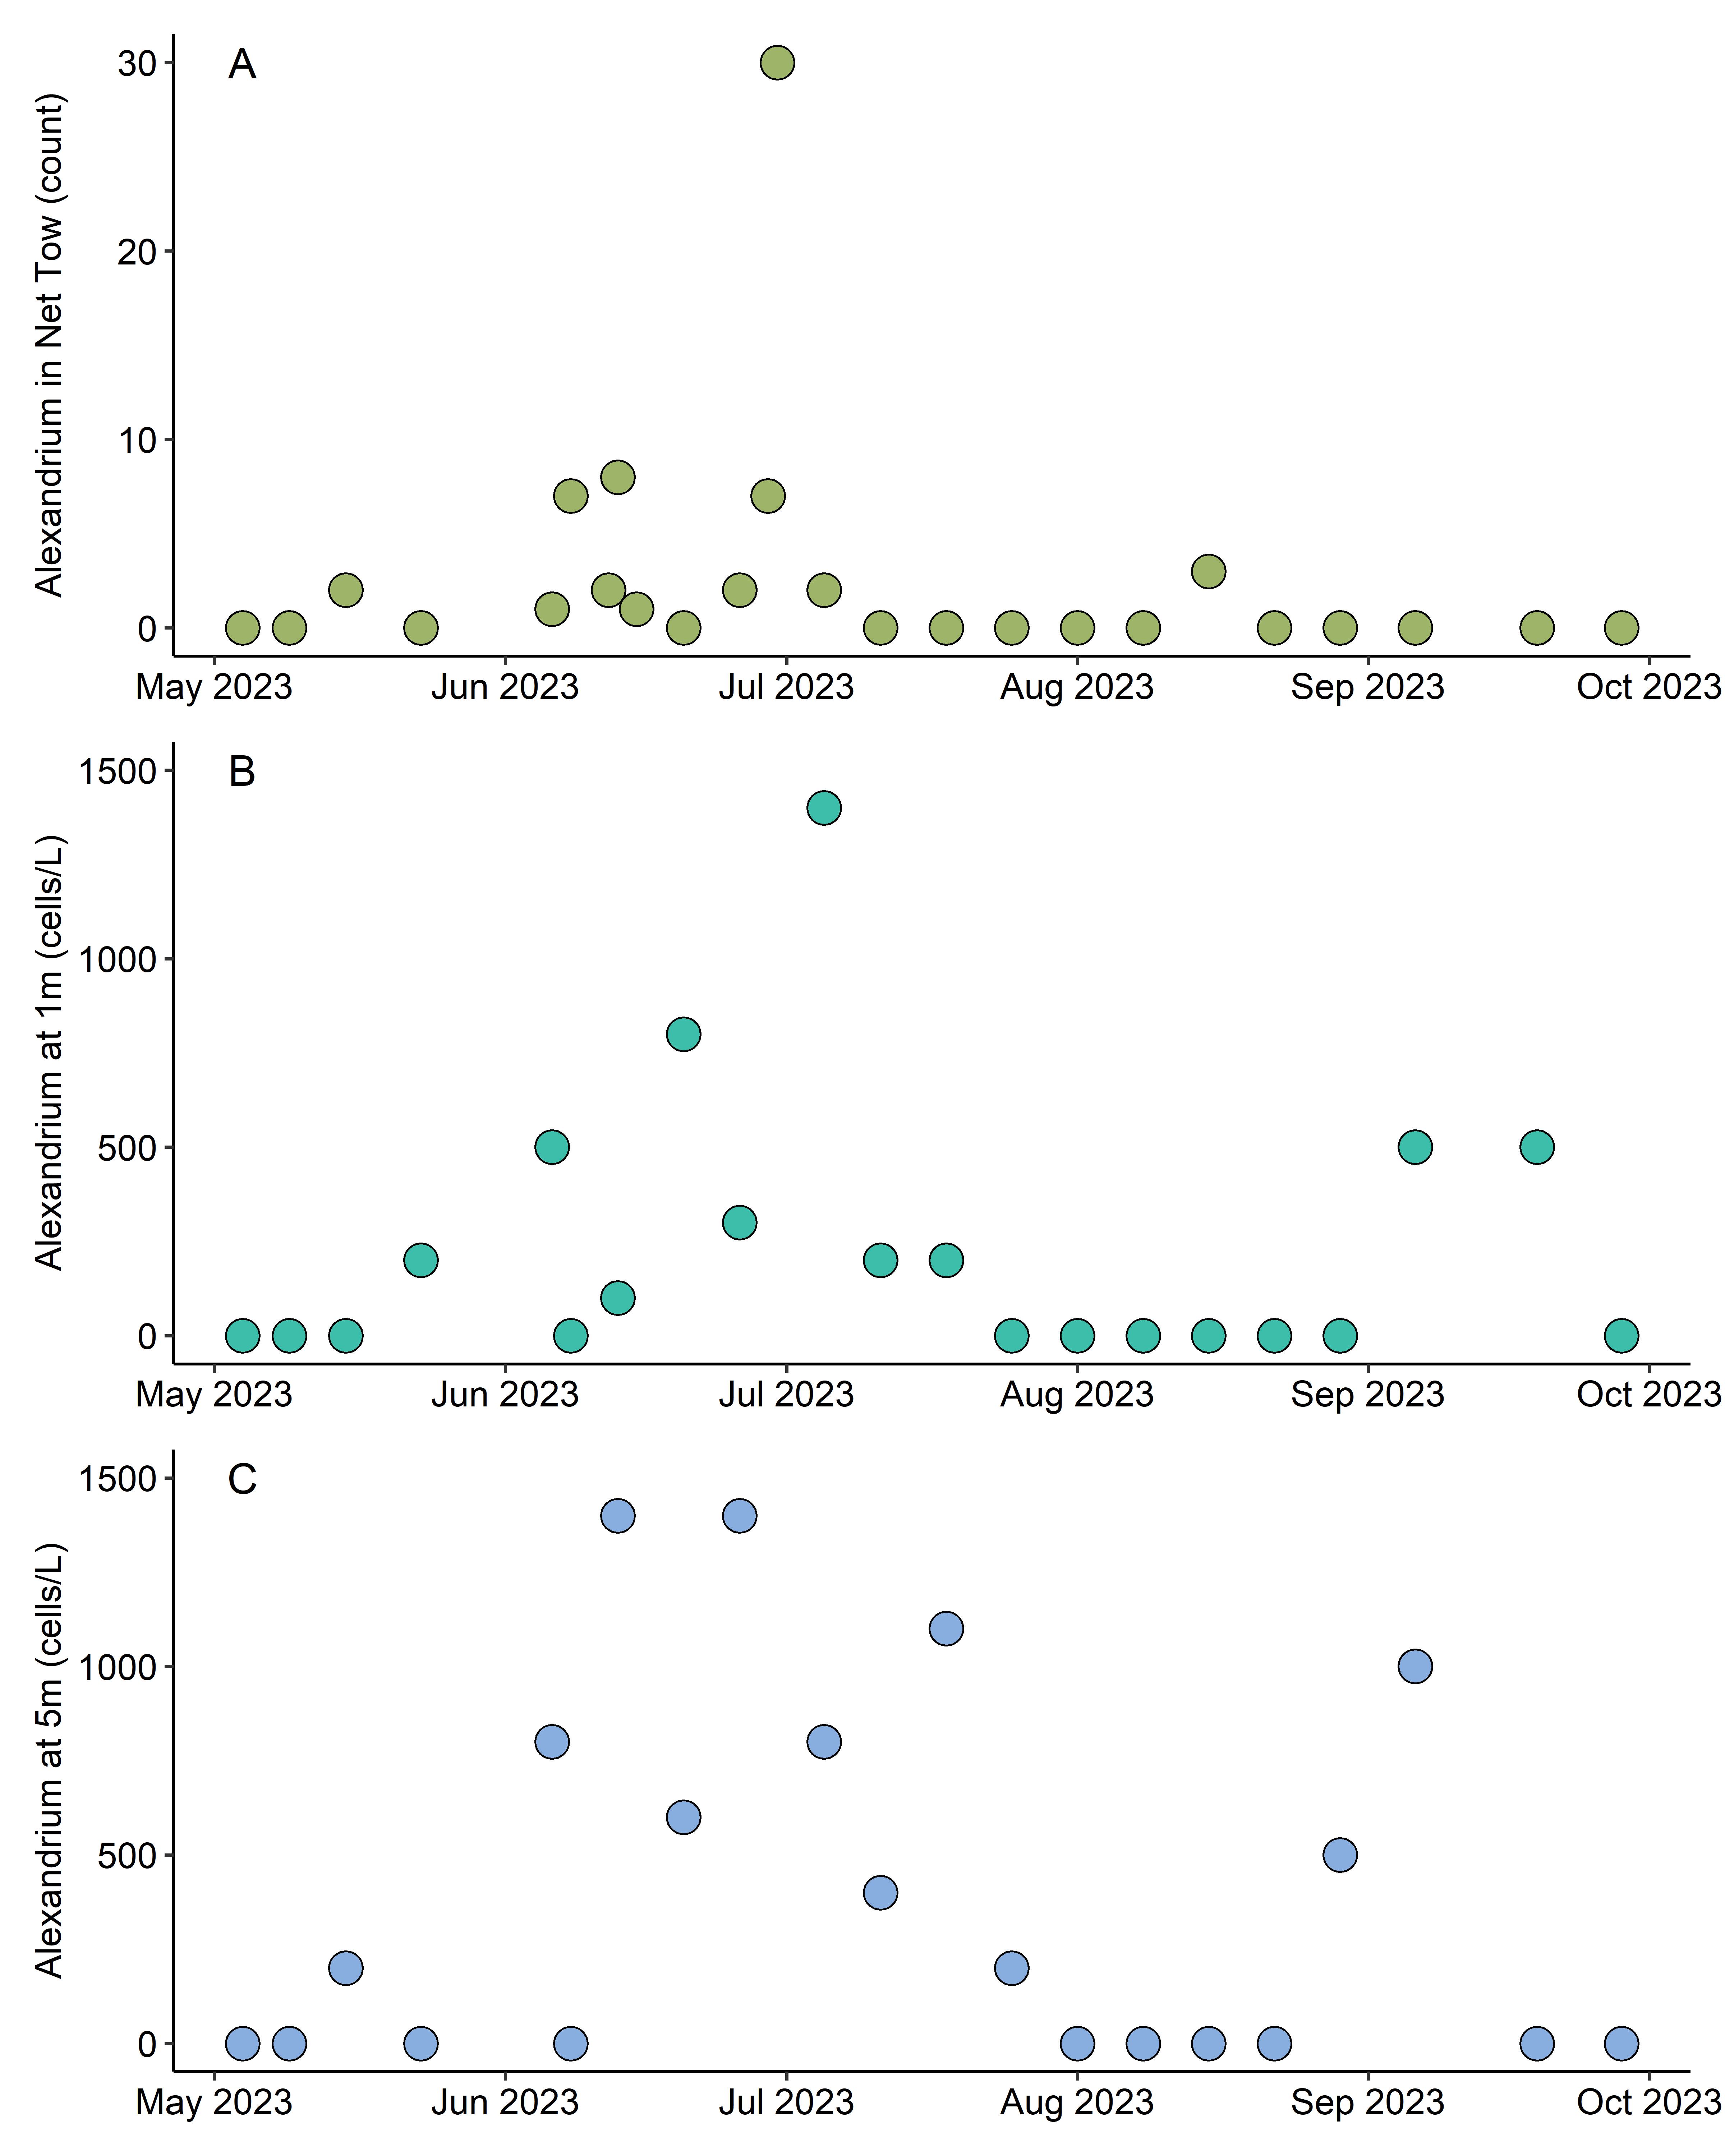 A
Alexandrium in Net Tow (count)
30
20
10
0
May 2023 Jun 2023 Jul 2023 Aug 2023 Sep 2023 Oct 2023
B
Alexandrium at 1m (cells/L)
1500
1000
500
0
May 2023 Jun 2023 Jul 2023 Aug 2023 Sep 2023 Oct 2023
C
Alexandrium at 5m (cells/L)
1500
1000
500
0
May 2023 Jun 2023 Jul 2023 Aug 2023 Sep 2023 Oct 2023